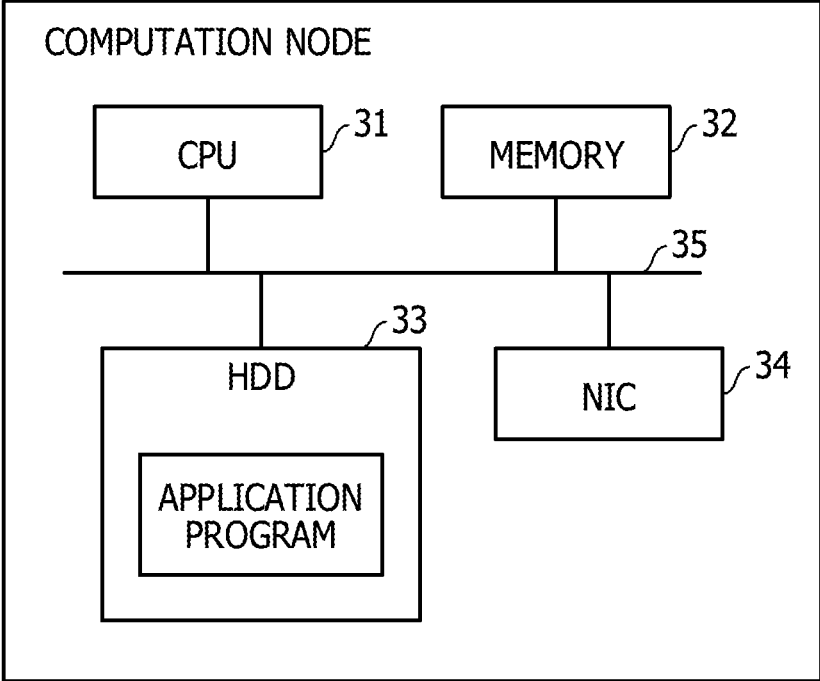 COMPUTATION NODE
CPU
31
MEMORY
32
35
HDD
33
NIC
34
APPLICATION
PROGRAM